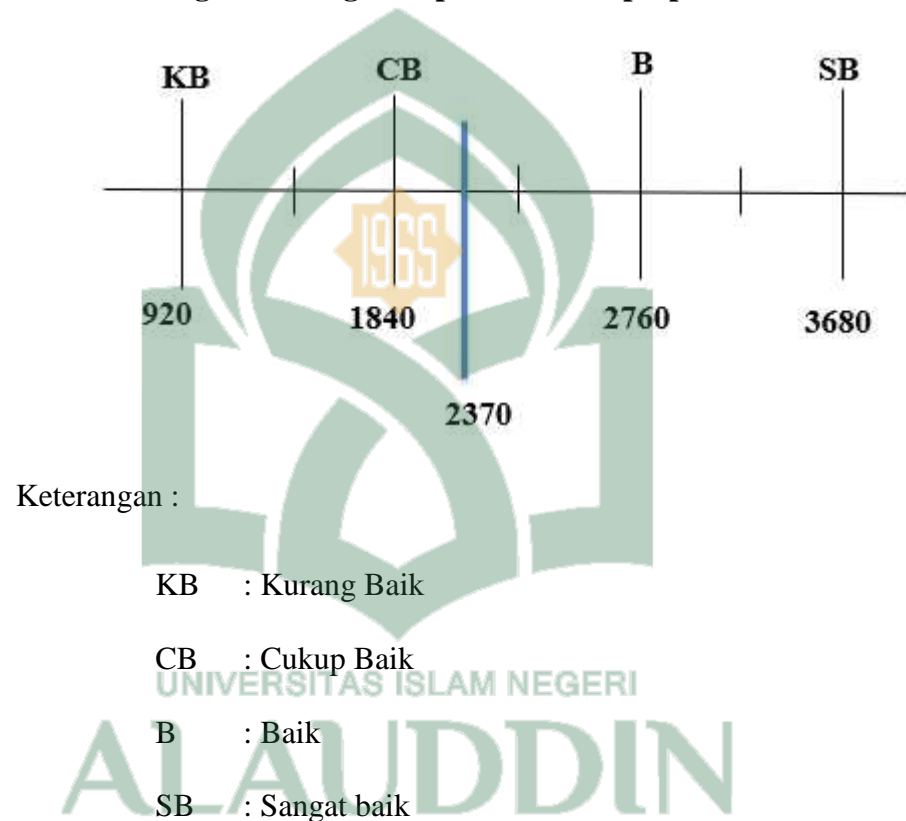 KB CB B SB
1965
920 1840 2760 3680
2370
Keterangan :
KB : Kurang Baik
CB : Cukup Baik
UNIVERSITAS ISLAM NEGERI
B : Baik
ALAUDDIN
SB : Sangat baik